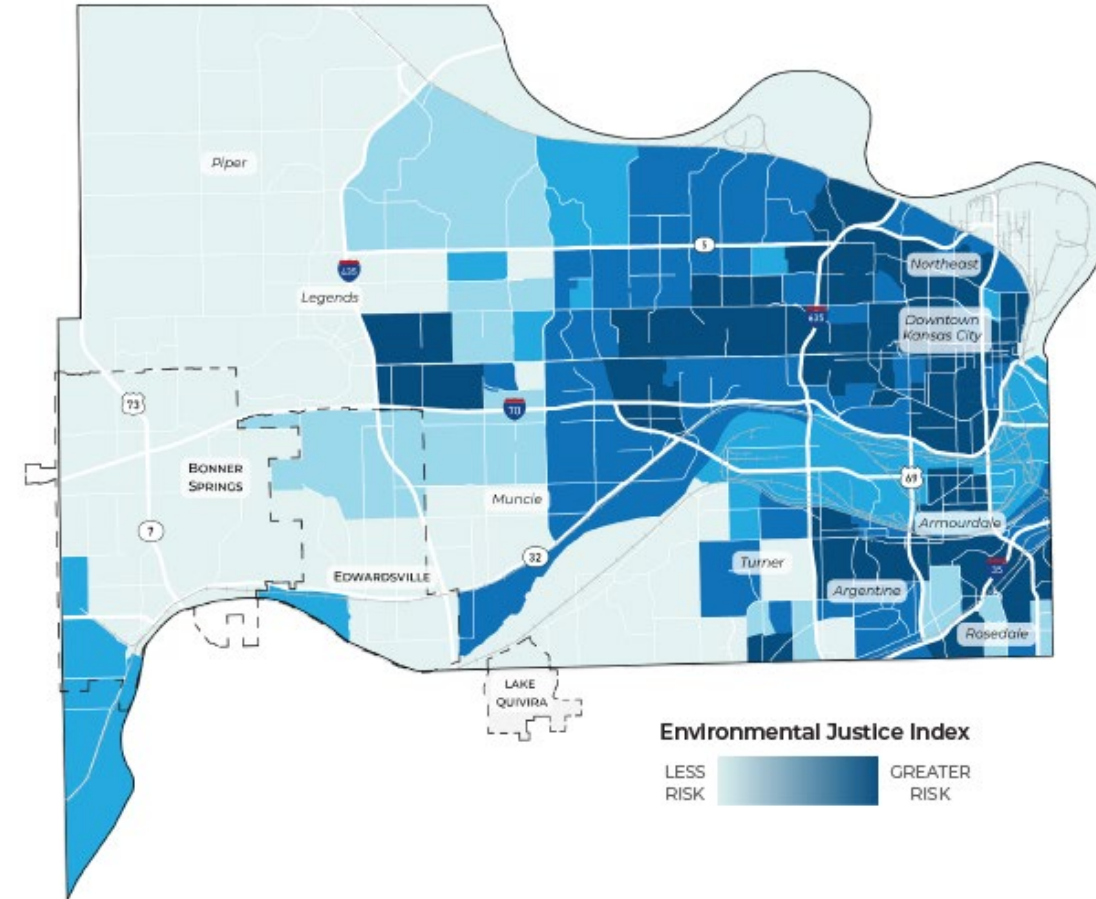 Piper
5
Northeast
435
Legends
635
Downtown
Kansas City
73
70
BONNER
SPRINGS
69
Muncie
7
Armourdale
32
Turner
35
EDWARDSVILLE
Argentine
Rosedale
LAKE
QUIVIRA
Environmental Justice Index
LESS
RISK
GREATER
RISK